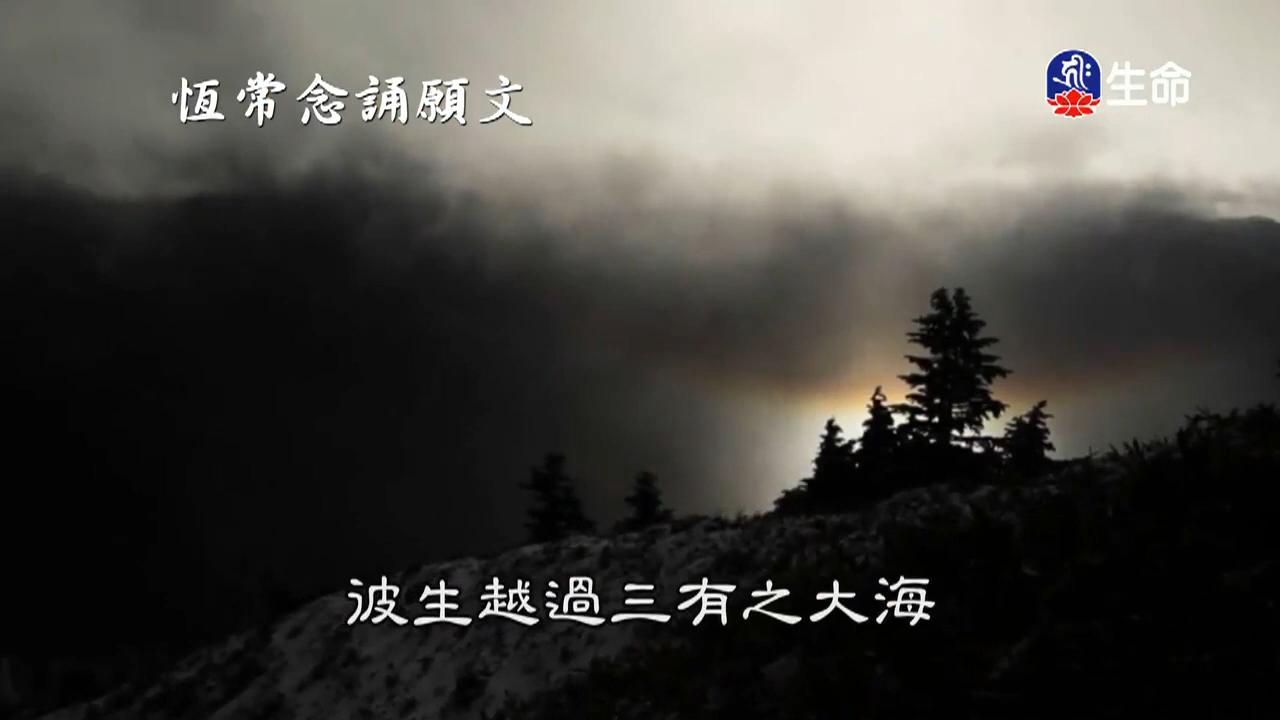 恆常念誦願文
生命
彼生越過三有之大海